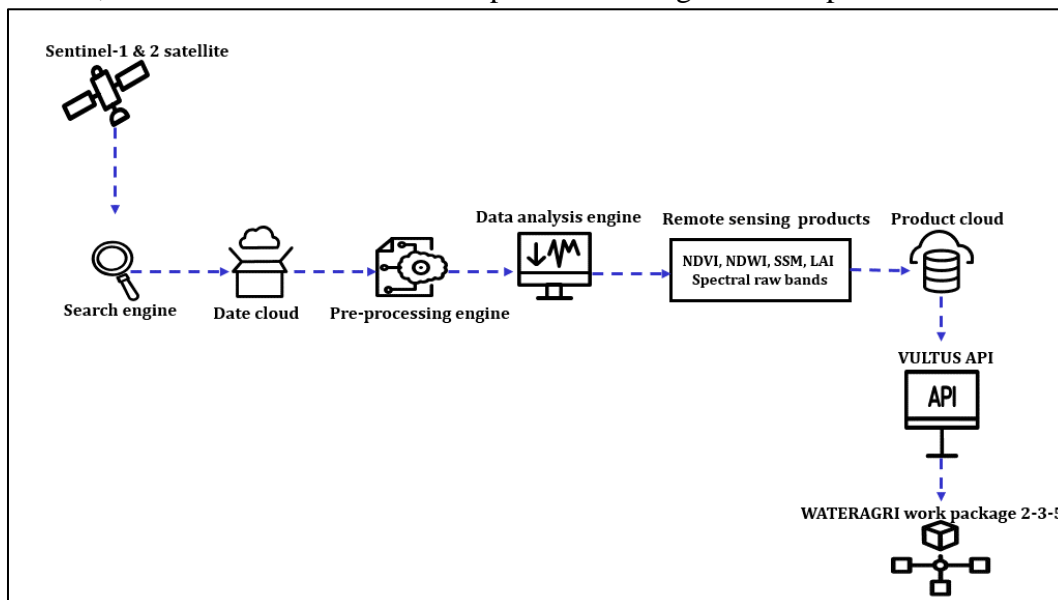 Sentinel-1 & 2 satellite
Search engine
Date cloud
Pre-processing engine
Data analysis engine
Remote sensing products
NDVI, NDWI, SSM, LAI
Spectral raw bands
Product cloud
VULTUS API
API
WATERAGRI work package 2-3-5